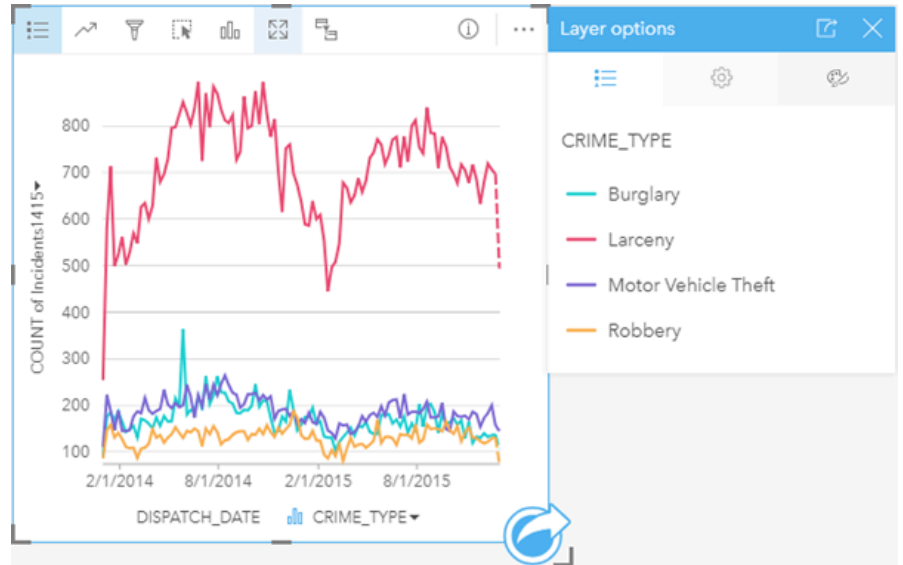 Layer options
CRIME_TYPE
Burglary
Larceny
Motor Vehicle Theft
Robbery
COUNT of Incidents1415
800
700
600
500
400
300
200
100
2/1/2014 8/1/2014 2/1/2015 8/1/2015
DISPATCH_DATE CRIME_TYPE